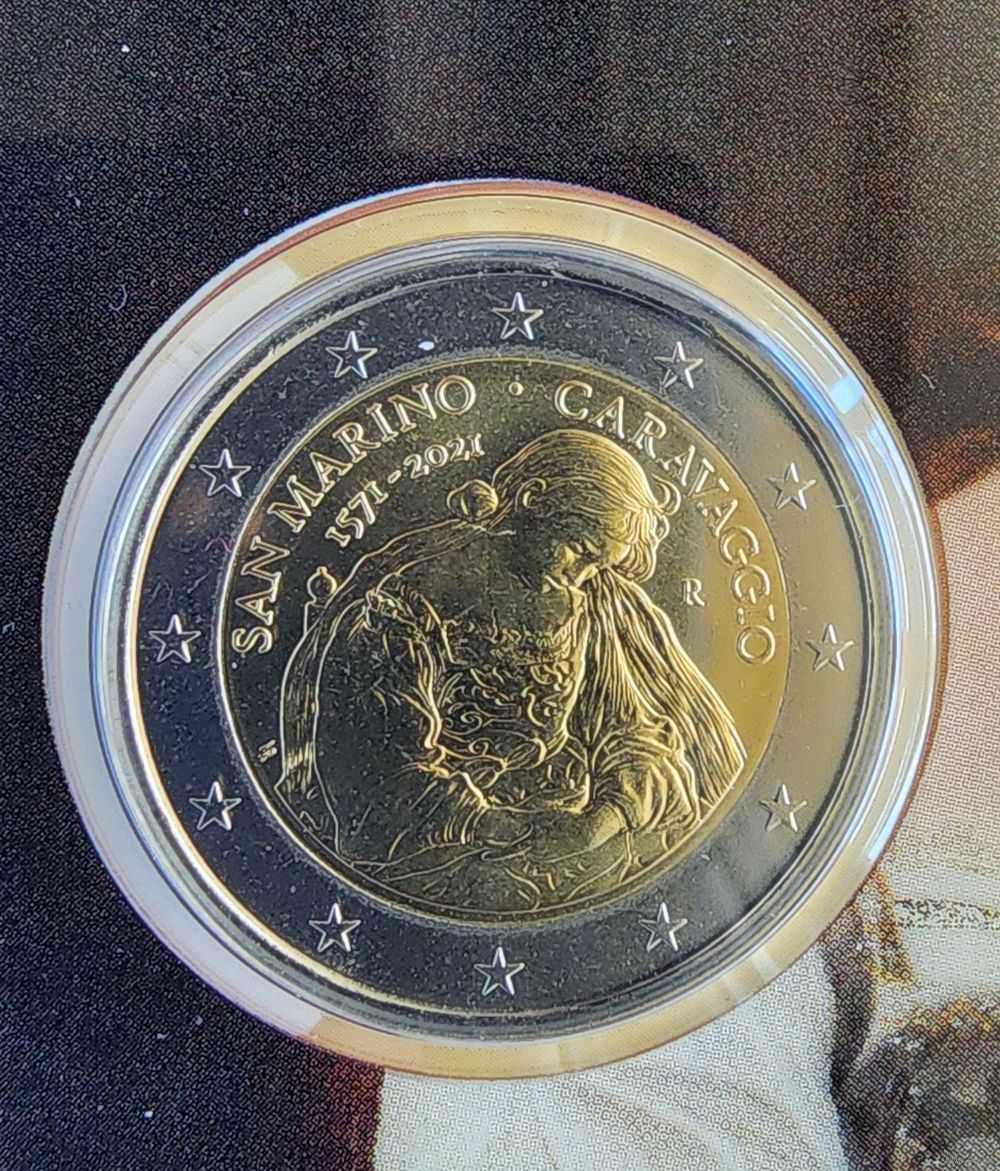 SAN MARINO · CARAVAGGIO
1571-2021
R